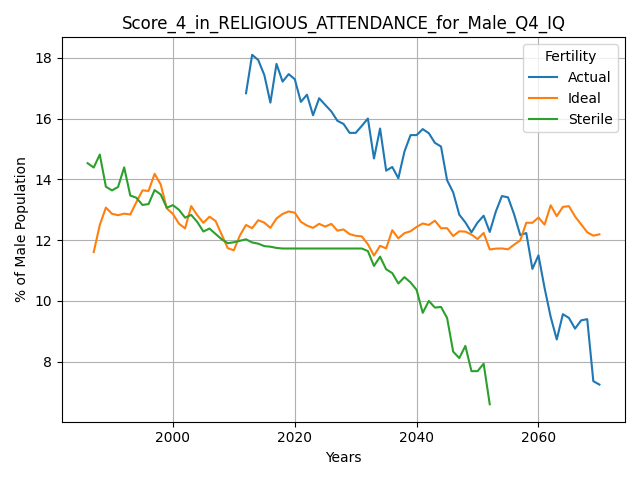 Score_4_in_RELIGIOUS_ATTENDANCE_for_Male_Q4_IQ
Fertility
Actual
Ideal
Sterile
% of Male Population
18
16
14
12
10
8
2000 2020 2040 2060
Years